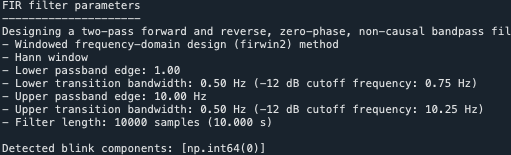 FIR filter parameters
---------------------
Designing a two-pass forward and reverse, zero-phase, non-causal bandpass fil
- Windowed frequency-domain design (firwin2) method
- Hann window
- Lower passband edge: 1.00
- Lower transition bandwidth: 0.50 Hz (-12 dB cutoff frequency: 0.75 Hz)
- Upper passband edge: 10.00 Hz
- Upper transition bandwidth: 0.50 Hz (-12 dB cutoff frequency: 10.25 Hz)
- Filter length: 10000 samples (10.000 s)
Detected blink components: [np.int64(0)]